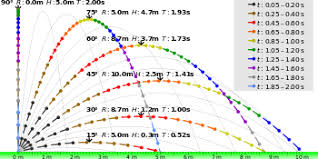 90° R:0.0m H:5.0m T:2.00s
75° R:5.0m H:4.7m T:1.93s
60° R:8.7m H:3.7m T:1.73s
45° R:10.0m H:2.5m T:1.41s
30° R:8.7m H:1.2m T:1.00s
15° R:5.0m H:0.3m T:0.52s
t: 0.05-0.20s
t: 0.25-0.40s
t: 0.45-0.60s
t: 0.65-0.80s
t: 0.85-1.00s
t: 1.05-1.20s
t: 1.25-1.40s
t: 1.45-1.60s
t: 1.65-1.80s
t: 1.85-2.00s
0 m 1 m 2 m 3 m 4 m 5 m 6 m 7 m 8 m 9 m 10 m